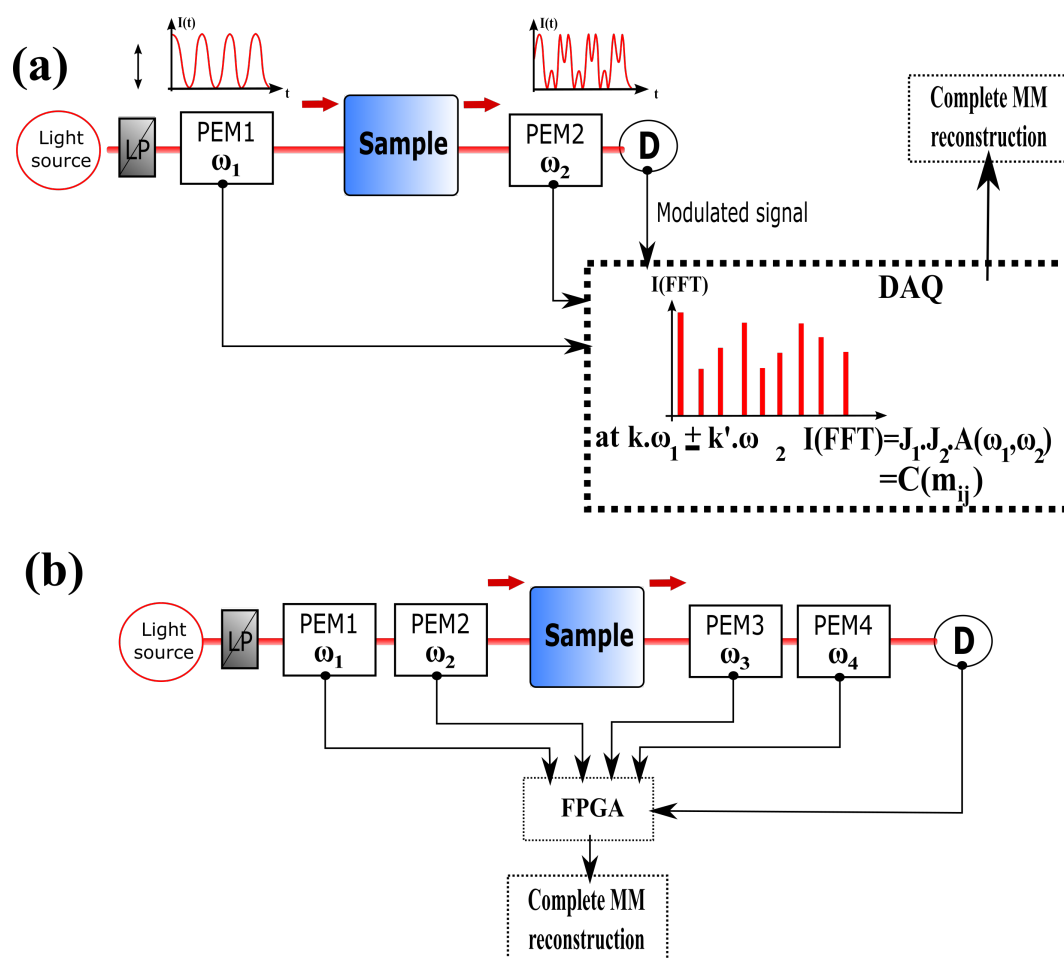 (a)
I(t)
t
I(t)
t
Light
source
LP
PEM1
ω₁
Sample
PEM2
ω₂
D
Complete MM
reconstruction
Modulated signal
I(FFT)
DAQ
at k.ω₁ ± k'.ω ₂ I(FFT)=J₁.J₂.A(ω₁,ω₂)
=C(mᵢⱼ)
(b)
Light
source
LP
PEM1
ω₁
PEM2
ω₂
Sample
PEM3
ω₃
PEM4
ω₄
D
FPGA
Complete MM
reconstruction